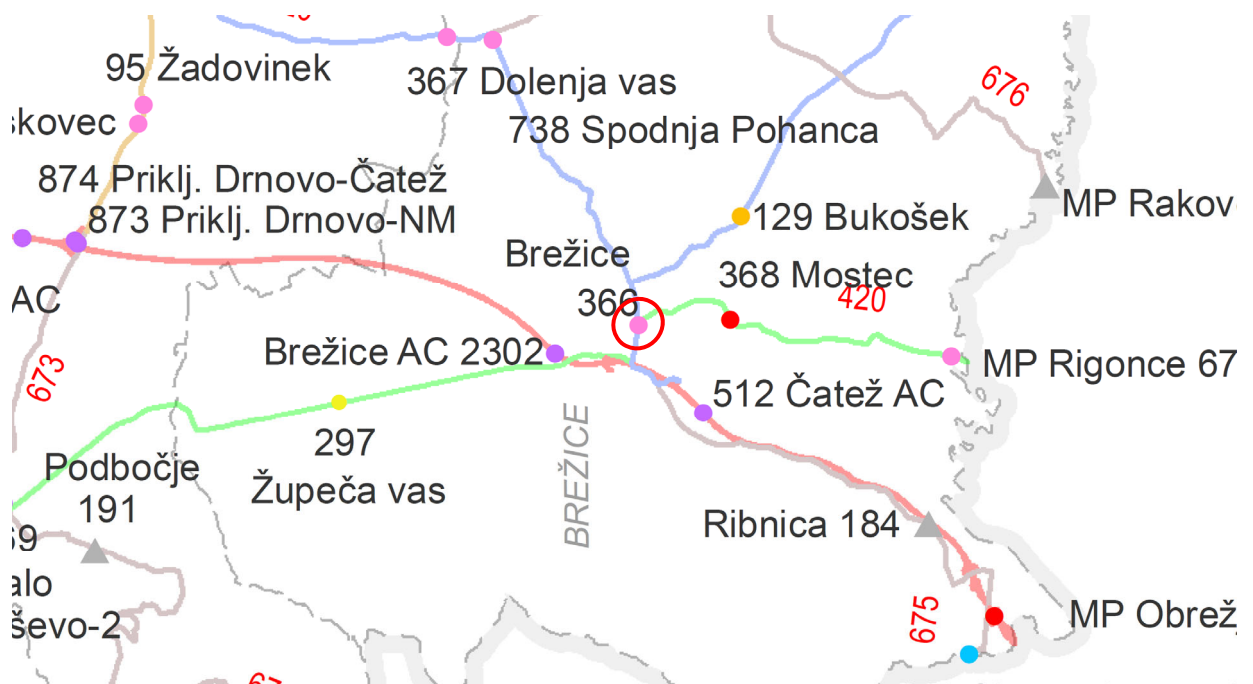 95 Žadovinek
367 Dolenja vas
676
skovec
738 Spodnja Pohanca
874 Priklj. Drnovo-Čatež
873 Priklj. Drnovo-NM
129 Bukošek
MP Rakov
Brežice
366
368 Mostec
420
AC
673
Brežice AC 2302
MP Rigonce 67
512 Čatež AC
297
Župeča vas
BREŽICE
Podbočje
191
Ribnica 184
69
alo
ševo-2
675
MP Obrež